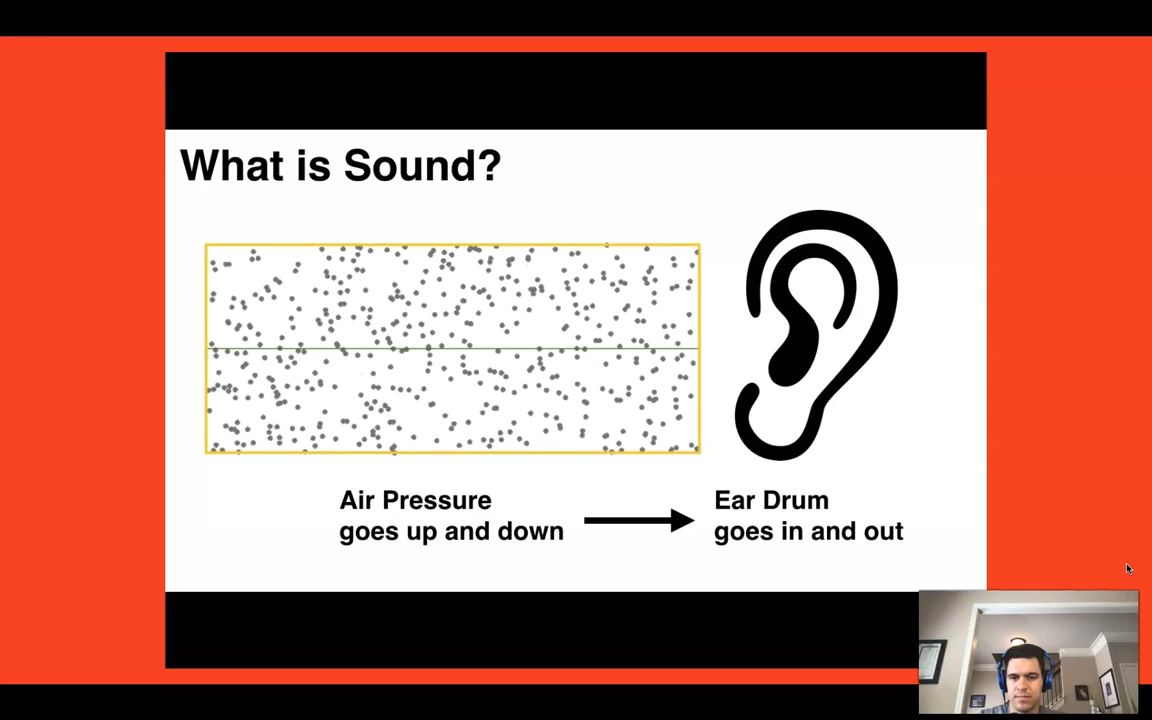 What is Sound?
Air Pressure
goes up and down
Ear Drum
goes in and out